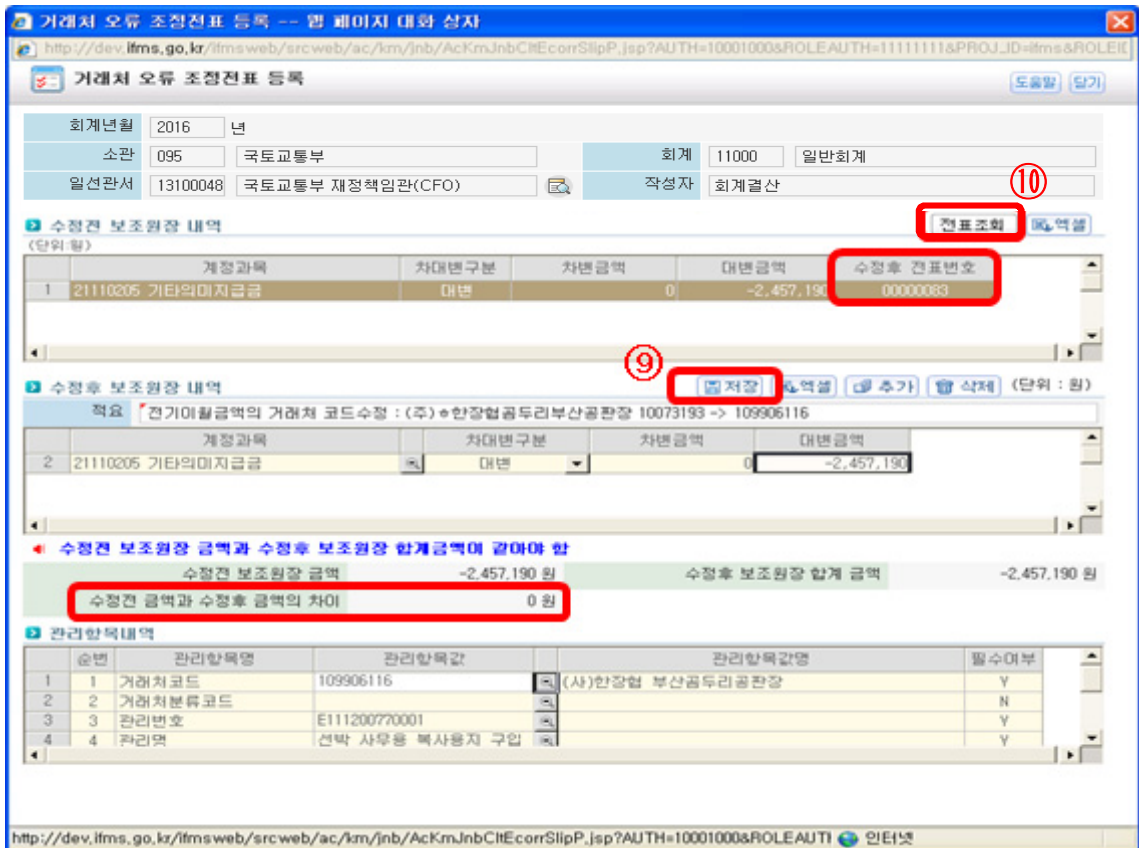 거래처 오류 조정전표 등록 -- 웹 페이지 대화 상자
http://dev.ifms.go.kr/ifmsweb/srcweb/ac/km/jnb/AcKmJnbCltEcorrSlipP.jsp?AUTH=10001000&ROLEAUTH=11111111&PROJ_ID=ifms&ROLEID
거래처 오류 조정전표 등록 도움말 닫기
회계년월 2016 년
소관 095 국토교통부 회계 11000 일반회계
일선관서 13100048 국토교통부 재정책임관(CFO) 작성자 회계결산
⑩
수정전 보조원장 내역 전표조회 엑셀
(단위:원)
계정과목 차대변구분 차변금액 대변금액 수정후 전표번호
1 21110205 기타의미지급금 대변 0 -2,457,190 00000083
⑨
수정후 보조원장 내역 저장 엑셀 추가 삭제 (단위 : 원)
적요 전기이월금액의 거래처 코드수정 : (주)한장협곰두리부산공판장 10073193 -> 109906116
계정과목 차대변구분 차변금액 대변금액
2 21110205 기타의미지급금 대변 0 -2,457,190
수정전 보조원장 금액과 수정후 보조원장 합계금액이 같아야 함
수정전 보조원장 금액 -2,457,190 원 수정후 보조원장 합계 금액 -2,457,190 원
수정전 금액과 수정후 금액의 차이 0 원
관리항목내역
순번 관리항목명 관리항목값 관리항목값명 필수여부
1 1 거래처코드 109906116 (사)한장협 부산곰두리공판장 Y
2 2 거래처분류코드 N
3 3 관리번호 E111200770001 Y
4 4 관리명 선박 사무용 복사용지 구입 Y
http://dev.ifms.go.kr/ifmsweb/srcweb/ac/km/jnb/AcKmJnbCltEcorrSlipP.jsp?AUTH=10001000&ROLEAUTI 인터넷